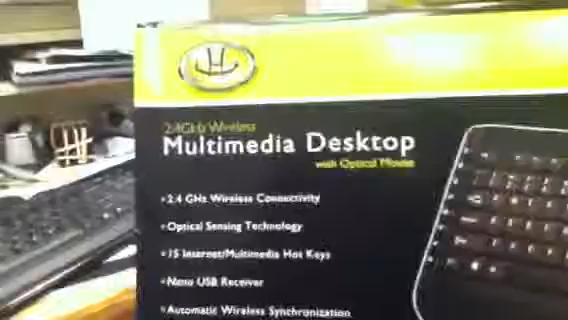 2.4GHz Wireless
Multimedia Desktop
with Optical Mouse
• 2.4 GHz Wireless Connectivity
• Optical Sensing Technology
• 15 Internet/Multimedia Hot Keys
• Nano USB Receiver
• Automatic Wireless Synchronization